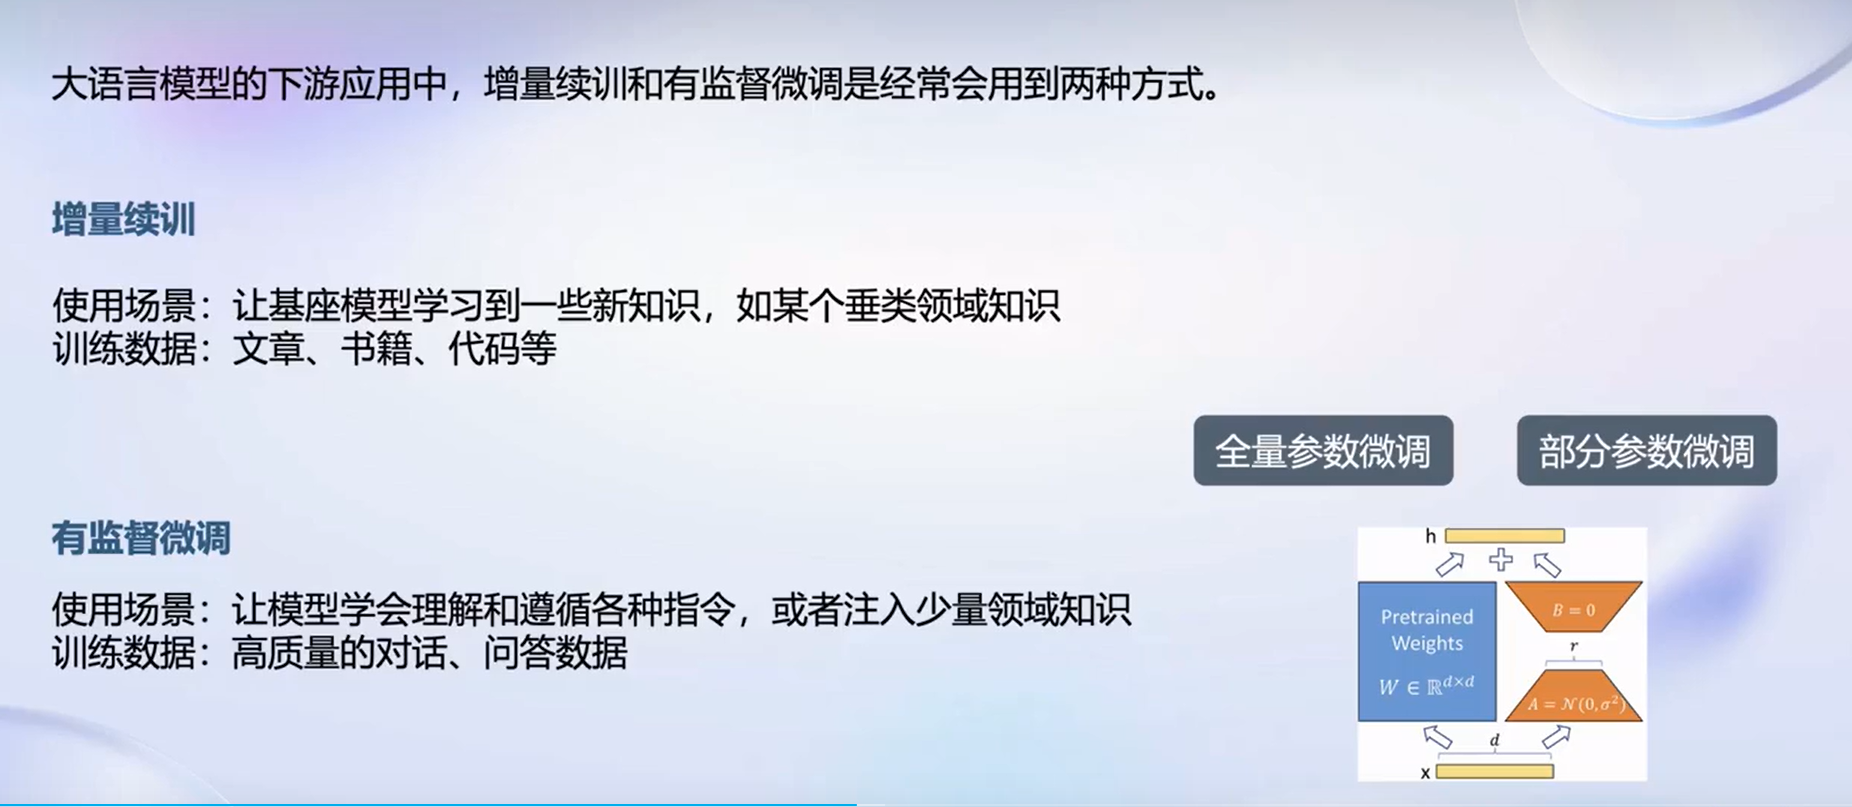 大语言模型的下游应用中，增量续训和有监督微调是经常会用到两种方式。
增量续训
使用场景：让基座模型学习到一些新知识，如某个垂类领域知识
训练数据：文章、书籍、代码等
全量参数微调
部分参数微调
有监督微调
使用场景：让模型学会理解和遵循各种指令，或者注入少量领域知识
训练数据：高质量的对话、问答数据
h
Pretrained
Weights
W ∈ ℝ^{d×d}
B = 0
r
A = 𝒩(0, σ²)
d
x